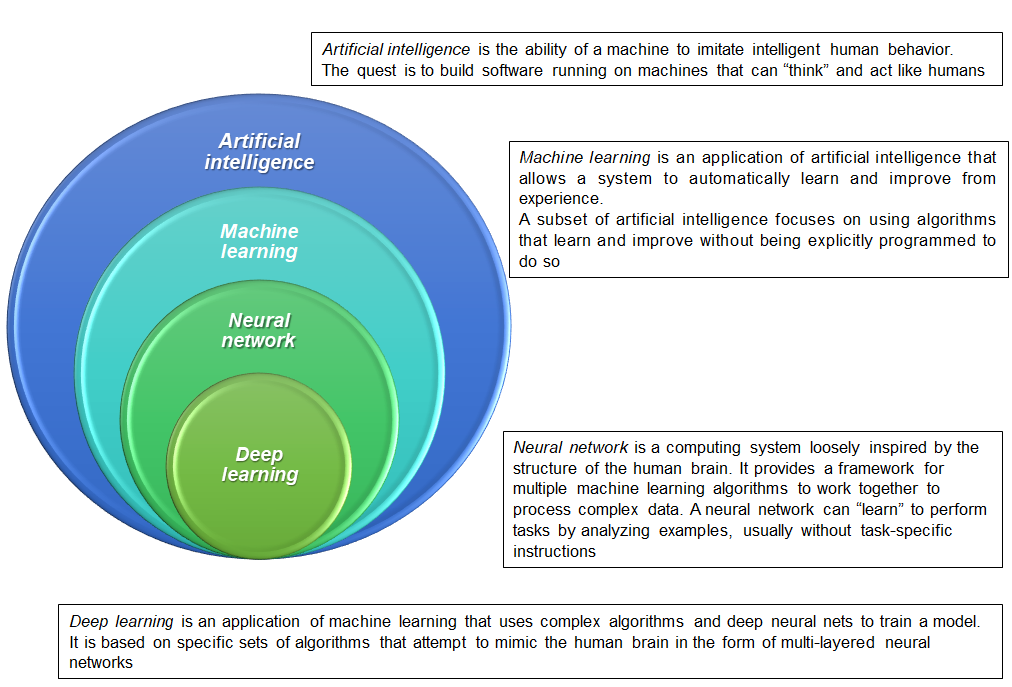 Artificial intelligence is the ability of a machine to imitate intelligent human behavior.
The quest is to build software running on machines that can “think” and act like humans
Artificial
intelligence
Machine learning is an application of artificial intelligence that
allows a system to automatically learn and improve from
experience.
A subset of artificial intelligence focuses on using algorithms
that learn and improve without being explicitly programmed to
do so
Machine
learning
Neural
network
Deep
learning
Neural network is a computing system loosely inspired by the
structure of the human brain. It provides a framework for
multiple machine learning algorithms to work together to
process complex data. A neural network can “learn” to perform
tasks by analyzing examples, usually without task-specific
instructions
Deep learning is an application of machine learning that uses complex algorithms and deep neural nets to train a model.
It is based on specific sets of algorithms that attempt to mimic the human brain in the form of multi-layered neural
networks